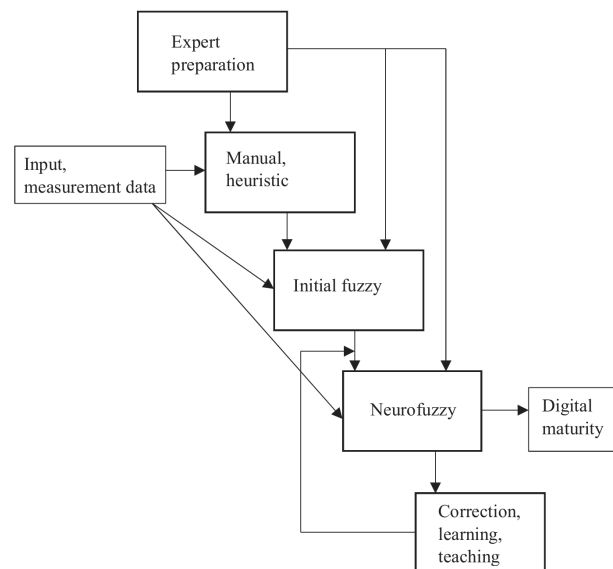 Expert
preparation
Input,
measurement data
Manual,
heuristic
Initial fuzzy
Neurofuzzy
Digital
maturity
Correction,
learning,
teaching